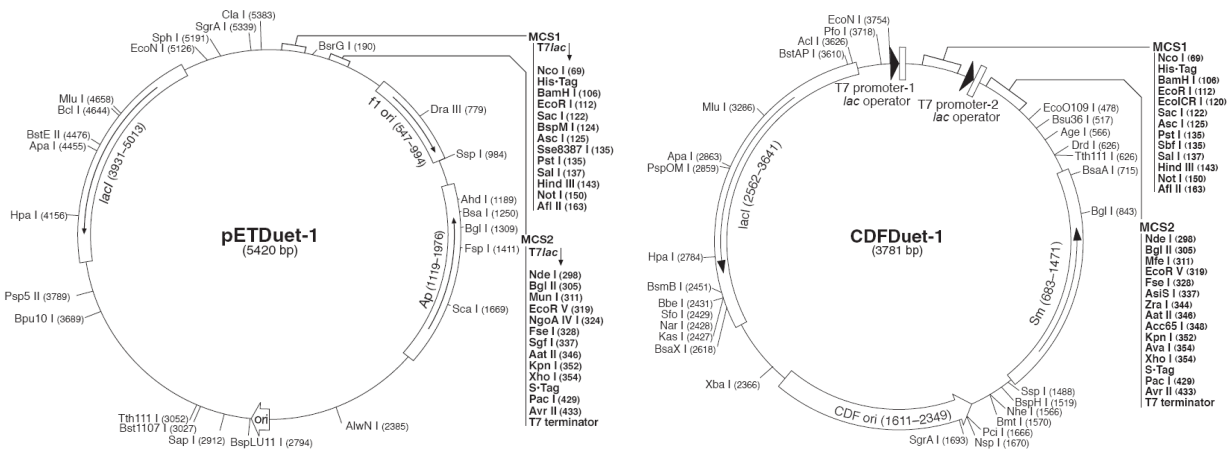 Cla I (5383)
SgrA I (5339)
Sph I (5191)
EcoN I (5126)
BsrG I (190)
Mlu I (4658)
Bcl I (4644)
BstE II (4476)
Apa I (4455)
lacI (3931–5013)
Hpa I (4156)
Psp5 II (3789)
Bpu10 I (3689)
Tth111 I (3052)
Bst1107 I (3027)
Sap I (2912)
BspLU11 I (2794)
ori
AlwN I (2385)
f1 ori (547–994)
Dra III (779)
Ssp I (984)
Ahd I (1189)
Bsa I (1250)
Bgl I (1309)
Fsp I (1411)
Ap (1119–1976)
Sca I (1669)
pETDuet-1
(5420 bp)
MCS1
T7lac
Nco I (69)
His•Tag
BamH I (106)
EcoR I (112)
Sac I (122)
BspM I (124)
Asc I (125)
Sse8387 I (135)
Pst I (135)
Sal I (137)
Hind III (143)
Not I (150)
Afl II (163)
MCS2
T7lac
Nde I (298)
Bgl II (305)
Mun I (311)
EcoR V (319)
NgoA IV I (324)
Fse I (328)
Sgf I (337)
Aat II (346)
Kpn I (352)
Xho I (354)
S•Tag
Pac I (429)
Avr II (433)
T7 terminator
EcoN I (3754)
Pfo I (3718)
AcI I (3626)
BstAP I (3610)
Mlu I (3286)
Apa I (2863)
PspOM I (2859)
lacI (2562–3641)
Hpa I (2784)
BsmB I (2451)
Bbe I (2431)
Sfo I (2429)
Nar I (2428)
Kas I (2427)
BsaX I (2618)
Xba I (2366)
CDF ori (1611–2349)
SgrA I (1693)
Nsp I (1670)
Pci I (1666)
Bmt I (1570)
Nhe I (1566)
BspH I (1519)
Ssp I (1488)
Sm (683–1471)
T7 promoter-1
lac operator
T7 promoter-2
lac operator
EcoO109 I (478)
Bsu36 I (517)
Age I (566)
Drd I (626)
Tth111 I (626)
BsaA I (715)
Bgl I (843)
CDFDuet-1
(3781 bp)
MCS1
Nco I (69)
His•Tag
BamH I (106)
EcoR I (112)
EcoICR I (120)
Sac I (122)
Asc I (125)
Pst I (135)
Sbf I (135)
Sal I (137)
Hind III (143)
Not I (150)
Afl II (163)
MCS2
Nde I (298)
Bgl II (305)
Mfe I (311)
EcoR V (319)
Fse I (328)
AsiS I (337)
Zra I (344)
Aat II (346)
Acc65 I (348)
Kpn I (352)
Ava I (354)
Xho I (354)
S•Tag
Pac I (429)
Avr II (433)
T7 terminator